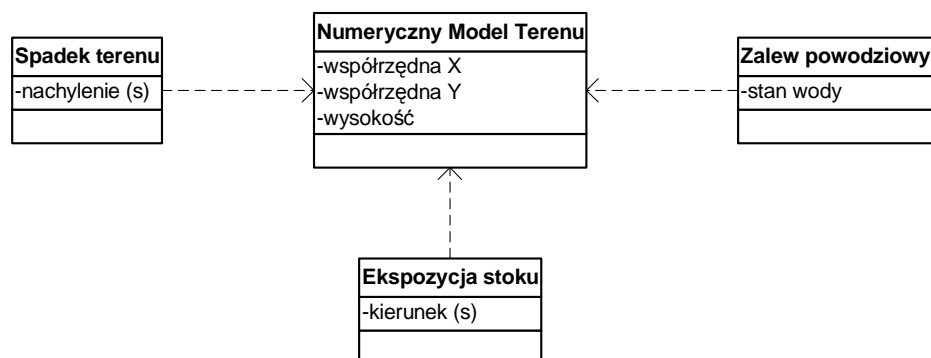 Numeryczny Model Terenu
-współrzędna X
-współrzędna Y
-wysokość
Spadek terenu
-nachylenie (s)
Zalew powodziowy
-stan wody
Ekspozycja stoku
-kierunek (s)